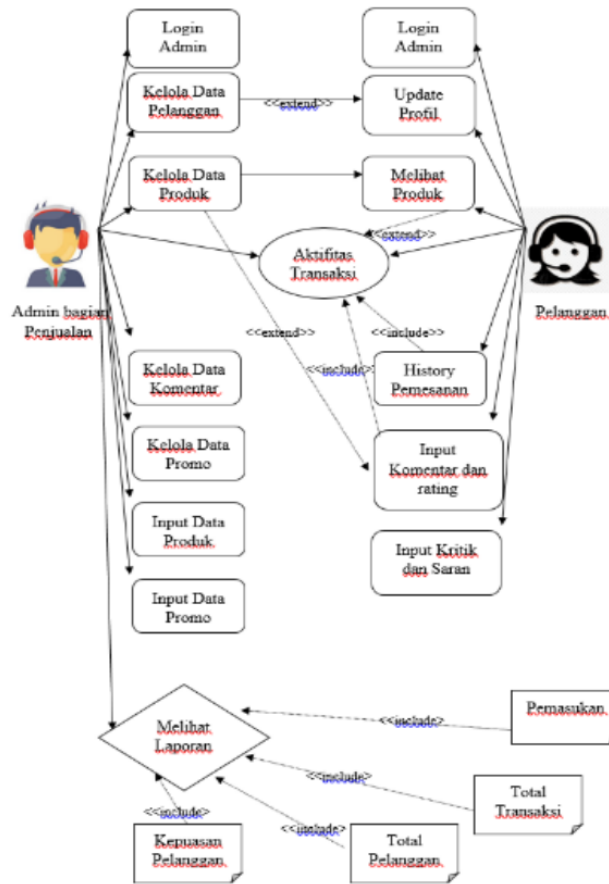 Login
Admin
Login
Admin
Kelola Data
Pelanggan
<<extend>>
Update
Profil
Kelola Data
Produk
Melihat
Produk
<<extend>>
Aktifitas
Transaksi
Admin bagian
Penjualan
Pelanggan
<<extend>>
<<include>>
<<include>>
Kelola Data
Komentar
History
Pemesanan
Kelola Data
Promo
Input
Komentar dan
rating
Input Data
Produk
Input Kritik
dan Saran
Input Data
Promo
Melihat
Laporan
<<include>>
Pemasukan
<<include>>
Total
Transaksi
<<include>>
<<include>>
Kepuasan
Pelanggan
Total
Pelanggan